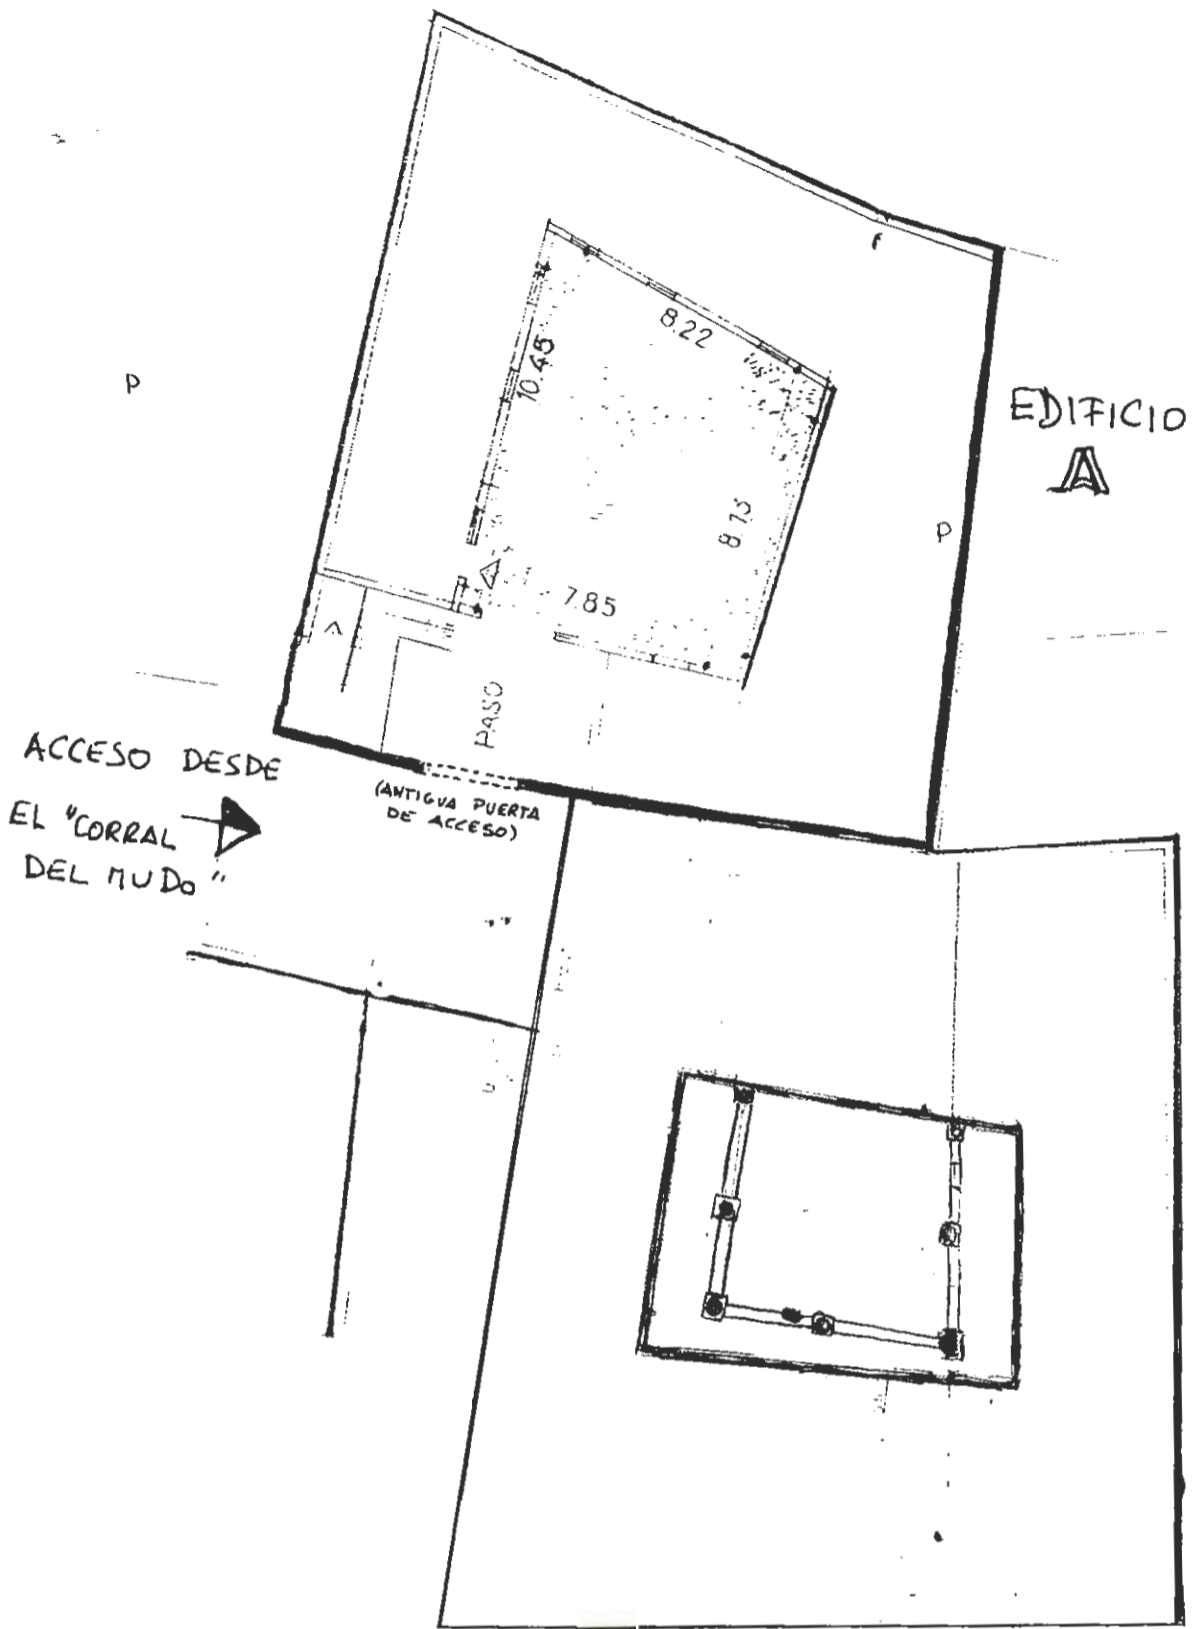 8.22
10.45
P
EDIFICIO
A
8.73
P
7.85
PASO
ACCESO DESDE
EL "CORRAL
DEL MUDO"
(ANTIGUA PUERTA
DE ACCESO)